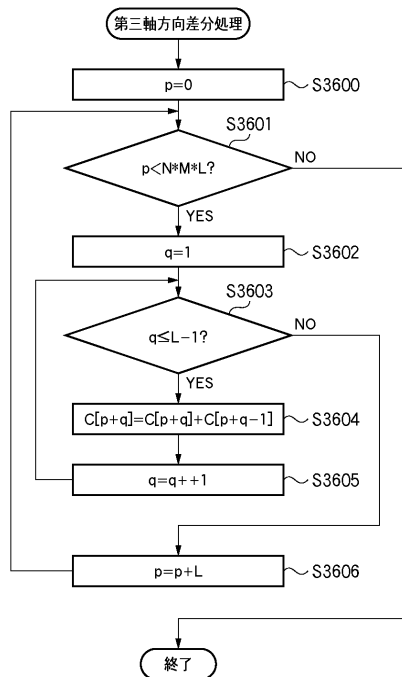 第三軸方向差分処理
p=0
S3600
S3601
p<N*M*L?
NO
YES
q=1
S3602
S3603
q≤L-1?
NO
YES
C[p+q]=C[p+q]+C[p+q-1]
S3604
q=q++1
S3605
p=p+L
S3606
終了